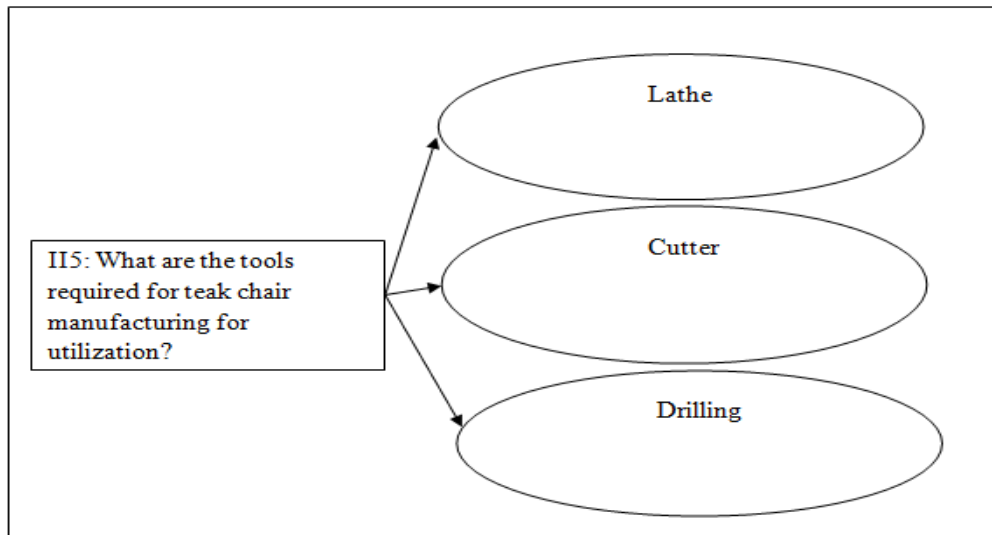 Lathe
Cutter
II5: What are the tools
required for teak chair
manufacturing for
utilization?
Drilling